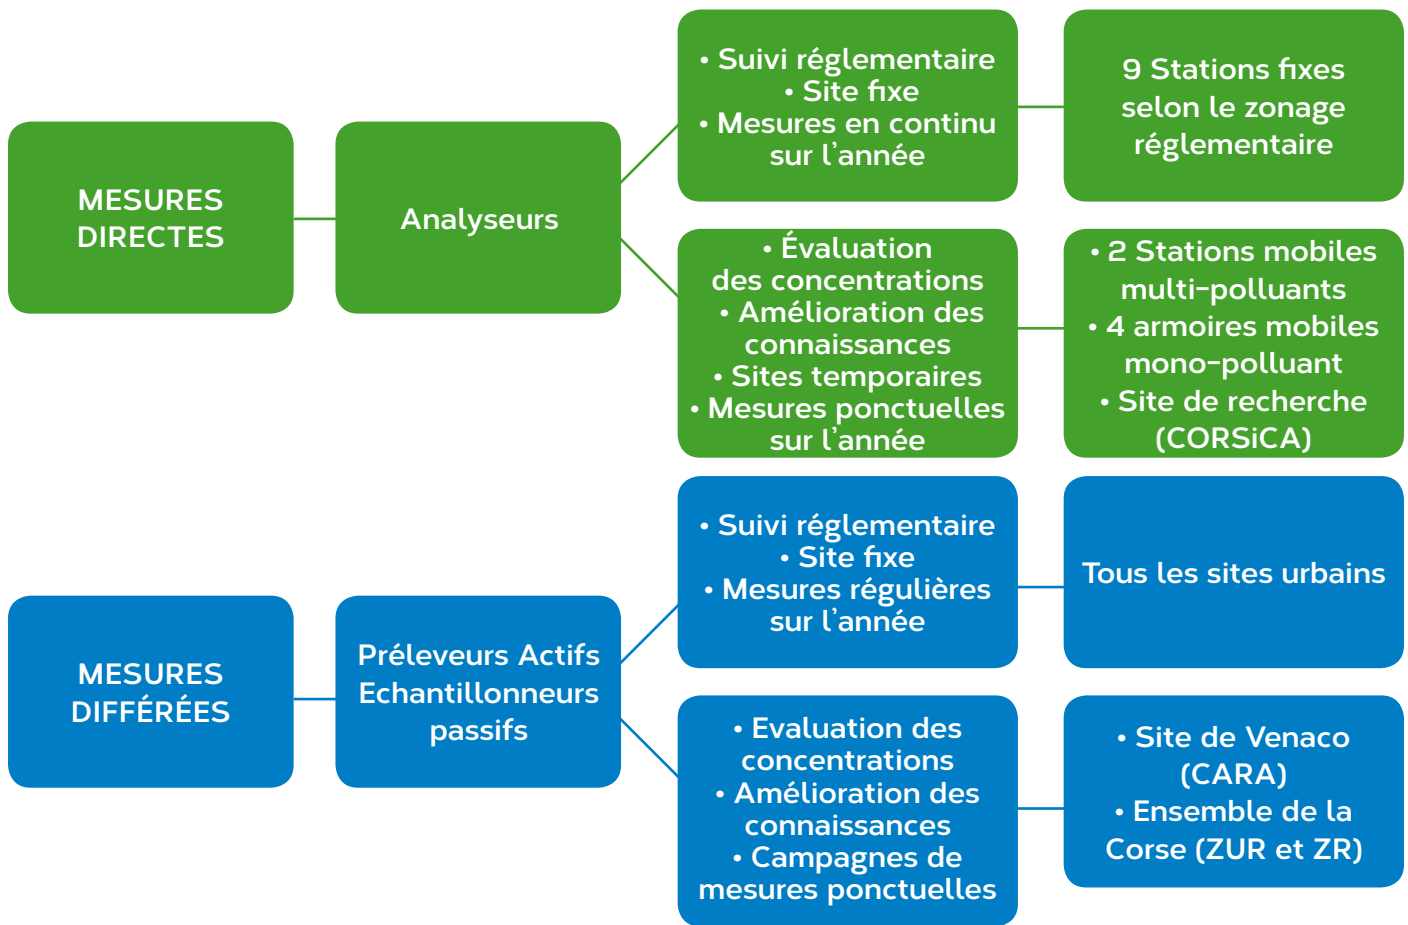 MESURES
DIRECTES
Analyseurs
• Suivi réglementaire
• Site fixe
• Mesures en continu
sur l'année
9 Stations fixes
selon le zonage
réglementaire
• Évaluation
des concentrations
• Amélioration des
connaissances
• Sites temporaires
• Mesures ponctuelles
sur l'année
• 2 Stations mobiles
multi-polluants
• 4 armoires mobiles
mono-polluant
• Site de recherche
(CORSiCA)
MESURES
DIFFÉRÉES
Préleveurs Actifs
Echantillonneurs
passifs
• Suivi réglementaire
• Site fixe
• Mesures régulières
sur l'année
Tous les sites urbains
• Evaluation des
concentrations
• Amélioration des
connaissances
• Campagnes de
mesures ponctuelles
• Site de Venaco
(CARA)
• Ensemble de la
Corse (ZUR et ZR)